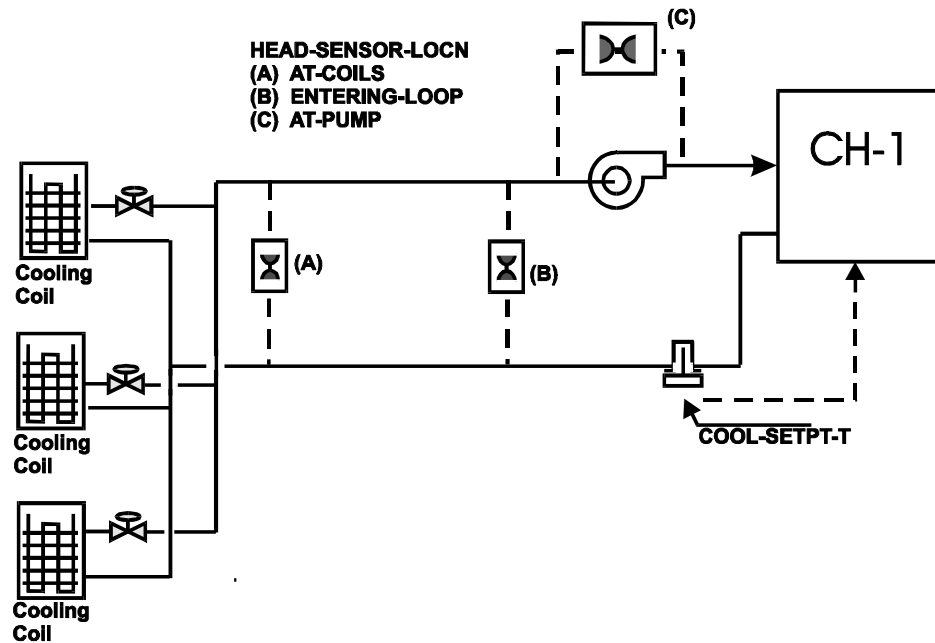 (C)
HEAD-SENSOR-LOCN
(A) AT-COILS
(B) ENTERING-LOOP
(C) AT-PUMP
CH-1
(A)
(B)
Cooling
Coil
COOL-SETPT-T
Cooling
Coil
Cooling
Coil